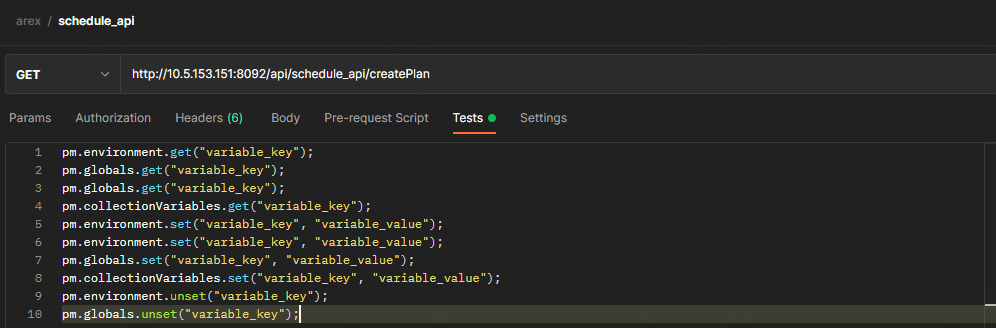 arex / schedule_api
GET http://10.5.153.151:8092/api/schedule_api/createPlan
Params Authorization Headers (6) Body Pre-request Script Tests Settings
1 pm.environment.get("variable_key");
2 pm.globals.get("variable_key");
3 pm.globals.get("variable_key");
4 pm.collectionVariables.get("variable_key");
5 pm.environment.set("variable_key", "variable_value");
6 pm.environment.set("variable_key", "variable_value");
7 pm.globals.set("variable_key", "variable_value");
8 pm.collectionVariables.set("variable_key", "variable_value");
9 pm.environment.unset("variable_key");
10 pm.globals.unset("variable_key");